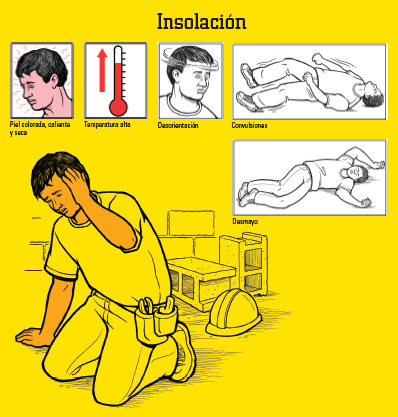 Insolación
Piel colorada, caliente
y seca
Temperatura alta
Desorientación
Convulsiones
Desmayo